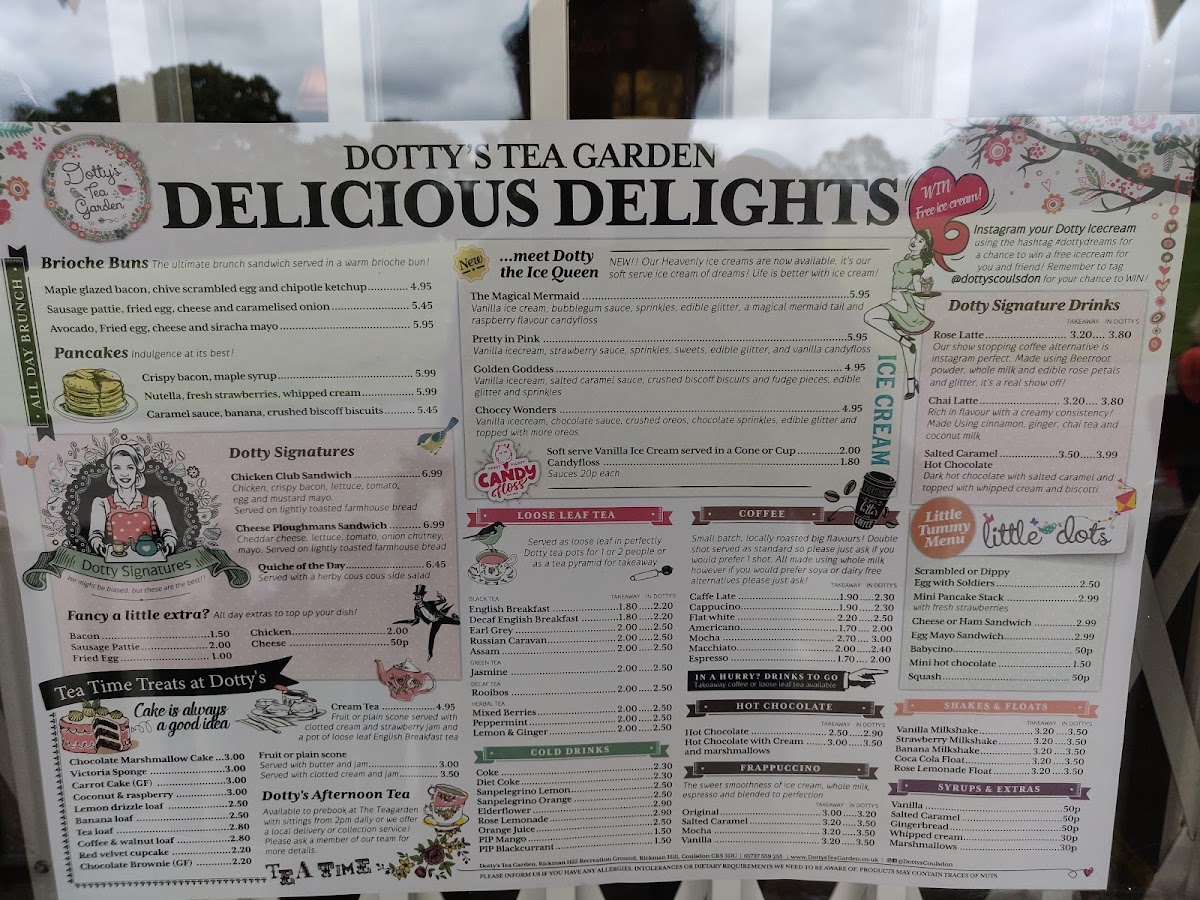 Dotty's
Tea
Garden
DOTTY'S TEA GARDEN
DELICIOUS DELIGHTS
WIN
Free ice cream!
Instagram your Dotty Icecream
using the hashtag #dottydreams for
a chance to win a free icecream for
you and friend! Remember to tag
@dottyscoulsdon for your chance to WIN!
ALL DAY BRUNCH
Brioche Buns The ultimate brunch sandwich served in a warm brioche bun!
Maple glazed bacon, chive scrambled egg and chipotle ketchup 4.95
Sausage pattie, fried egg, cheese and caramelised onion 5.45
Avocado, Fried egg, cheese and siracha mayo 5.95
Pancakes Indulgence at its best!
Crispy bacon, maple syrup 5.99
Nutella, fresh strawberries, whipped cream 5.99
Caramel sauce, banana, crushed biscoff biscuits 5.45
Dotty Signatures
Chicken Club Sandwich 6.99
Chicken, crispy bacon, lettuce, tomato,
egg and mustard mayo.
Served on lightly toasted farmhouse bread
Cheese Ploughmans Sandwich 6.99
Cheddar cheese, lettuce, tomato, onion chutney,
mayo. Served on lightly toasted farmhouse bread
Quiche of the Day 6.45
Served with a herby cous cous side salad
Dotty Signatures
We might be biased, but these are the best!!
Fancy a little extra? All day extras to top up your dish!
Bacon 1.50
Sausage Pattie 2.00
Fried Egg 1.00
Chicken 2.00
Cheese 50p
Tea Time Treats at Dotty's
Cake is always
a good idea
Cream Tea 4.95
Fruit or plain scone served with
clotted cream and strawberry jam and
a pot of loose leaf English Breakfast tea
Chocolate Marshmallow Cake 3.00
Victoria Sponge 3.00
Carrot Cake (GF) 3.00
Coconut & raspberry 3.00
Lemon drizzle loaf 2.50
Banana loaf 2.50
Tea loaf 2.80
Coffee & walnut loaf 2.80
Red velvet cupcake 2.20
Chocolate Brownie (GF) 2.20
Fruit or plain scone
Served with butter and jam 3.00
Served with clotted cream and jam 3.50
Dotty's Afternoon Tea
Available to prebook at The Teagarden
with sittings from 2pm daily or we offer
a local delivery or collection service!
Please ask a member of our team for
more details.
TEA TIME
New
...meet Dotty
the Ice Queen
NEW!! Our Heavenly ice creams are now available, it's our
soft serve ice cream of dreams! Life is better with ice cream!
The Magical Mermaid 5.95
Vanilla ice cream, bubblegum sauce, sprinkles, edible glitter, a magical mermaid tail and
raspberry flavour candyfloss
Pretty in Pink 5.95
Vanilla icecream, strawberry sauce, sprinkles, sweets, edible glitter, and vanilla candyfloss
Golden Goddess 4.95
Vanilla icecream, salted caramel sauce, crushed biscoff biscuits and fudge pieces, edible
glitter and sprinkles
Choccy Wonders 4.95
Vanilla icecream, chocolate sauce, crushed oreos, chocolate sprinkles, edible glitter and
topped with more oreos.
Soft serve Vanilla Ice Cream served in a Cone or Cup 2.00
Candyfloss 1.80
Sauces 20p each
CANDY
floss
ICE CREAM
LOOSE LEAF TEA
Served as loose leaf in perfectly
Dotty tea pots for 1 or 2 people or
as a tea pyramid for takeaway
BLACK TEA TAKEAWAY IN DOTTY'S
English Breakfast 1.80 2.20
Decaf English Breakfast 1.80 2.20
Earl Grey 2.00 2.50
Russian Caravan 2.00 2.50
Assam 2.00 2.50
GREEN TEA
Jasmine 2.00 2.50
DECAF TEA
Rooibos 2.00 2.50
HERBAL TEA
Mixed Berries 2.00 2.50
Peppermint 2.00 2.50
Lemon & Ginger 2.00 2.50
COLD DRINKS
Coke 2.30
Diet Coke 2.30
Sanpelegrino Lemon 2.50
Sanpelegrino Orange 2.50
Elderflower 2.90
Rose Lemonade 2.90
Orange Juice 2.50
PIP Mango 1.50
PIP Blackcurrant 1.50
COFFEE
Small batch, locally roasted big flavours! Double
shot served as standard so please just ask if you
would prefer 1 shot. All made using whole milk
however if you would prefer soya or dairy free
alternatives please just ask!
TAKEAWAY IN DOTTY'S
Caffe Late 1.90 2.30
Cappucino 1.90 2.30
Flat white 2.20 2.50
Americano 1.70 2.00
Mocha 2.70 3.00
Macchiato 2.00 2.40
Espresso 1.70 2.00
IN A HURRY? DRINKS TO GO
Takeaway coffee or loose leaf tea available
HOT CHOCOLATE
TAKEAWAY IN DOTTY'S
Hot Chocolate 2.50 2.90
Hot Chocolate with Cream 3.00 3.50
and marshmallows
FRAPPUCCINO
The sweet smoothness of ice cream, whole milk,
espresso and blended to perfection
TAKEAWAY IN DOTTY'S
Original 3.00 3.20
Salted Caramel 3.20 3.50
Mocha 3.20 3.50
Vanilla 3.20 3.50
Dotty Signature Drinks
TAKEAWAY IN DOTTY'S
Rose Latte 3.20 3.80
Our show stopping coffee alternative is
instagram perfect. Made using Beetroot
powder, whole milk and edible rose petals
and glitter, it's a real show off!
Chai Latte 3.20 3.80
Rich in flavour with a creamy consistency!
Made Using cinnamon, ginger, chai tea and
coconut milk
Salted Caramel 3.50 3.99
Hot Chocolate
Dark hot chocolate with salted caramel and
topped with whipped cream and biscotti
Little
Tummy
Menu
little dots
Scrambled or Dippy
Egg with Soldiers 2.50
Mini Pancake Stack 2.99
with fresh strawberries
Cheese or Ham Sandwich 2.99
Egg Mayo Sandwich 2.99
Babycino 50p
Mini hot chocolate 1.50
Squash 50p
SHAKES & FLOATS
TAKEAWAY IN DOTTY'S
Vanilla Milkshake 3.20 3.50
Strawberry Milkshake 3.20 3.50
Banana Milkshake 3.20 3.50
Coca Cola Float 3.20 3.50
Rose Lemonade Float 3.20 3.50
SYRUPS & EXTRAS
Vanilla 50p
Salted Caramel 50p
Gingerbread 50p
Whipped cream 30p
Marshmallows 30p
Dotty's Tea Garden, Rickman Hill Recreation Ground, Rickman Hill, Coulsdon CR5 3DU | 01737 559 255 | www.DottysTeaGarden.co.uk | @DottysCoulsdon
PLEASE INFORM US IF YOU HAVE ANY ALLERGIES, INTOLERANCES OR DIETARY REQUIREMENTS WE NEED TO BE AWARE OF. PRODUCTS MAY CONTAIN TRACES OF NUTS.